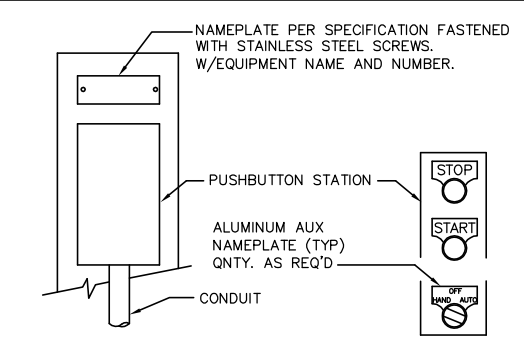 NAMEPLATE PER SPECIFICATION FASTENED
WITH STAINLESS STEEL SCREWS.
W/EQUIPMENT NAME AND NUMBER.
STOP
PUSHBUTTON STATION
START
ALUMINUM AUX
NAMEPLATE (TYP)
QNTY. AS REQ'D
OFF
HAND AUTO
CONDUIT